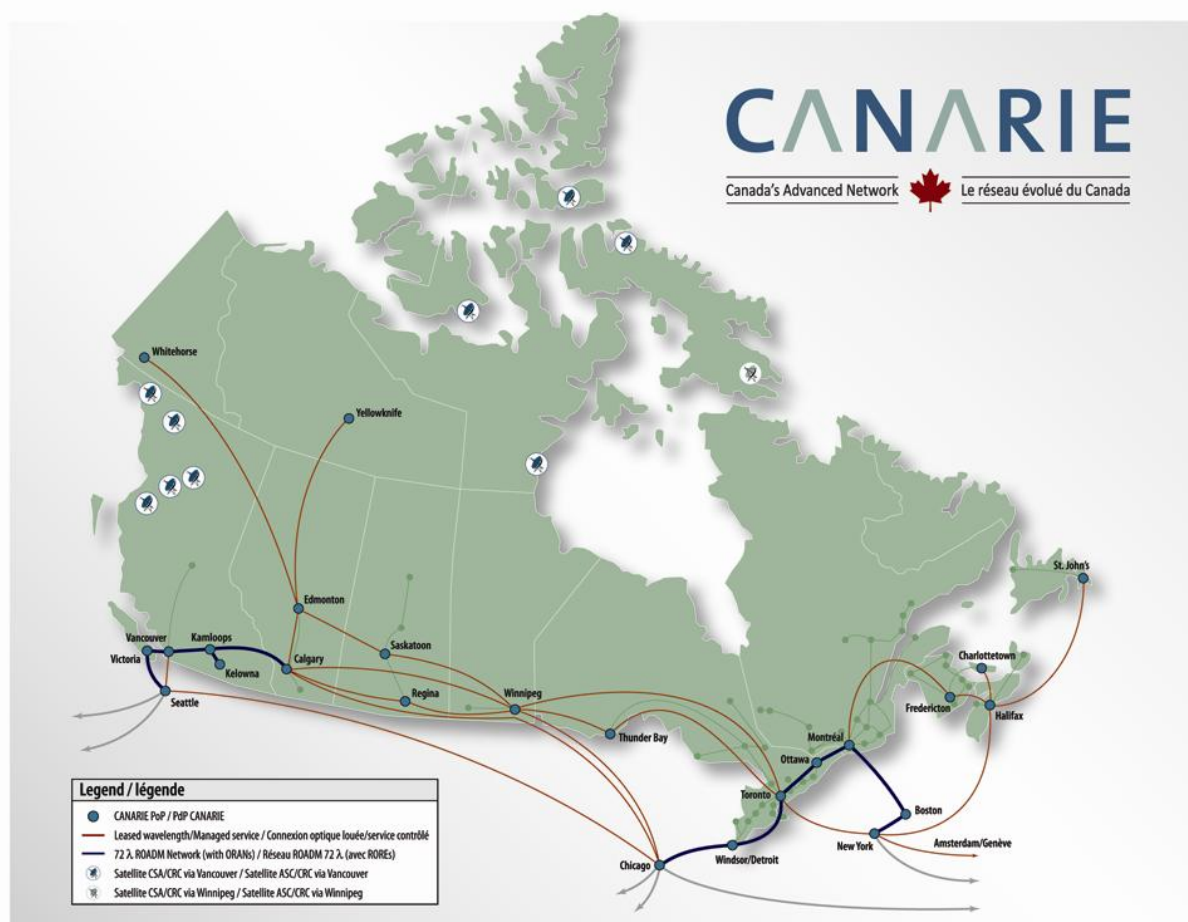 CANARIE
Canada's Advanced Network
Le réseau évolué du Canada
Whitehorse
Yellowknife
St. John's
Edmonton
Vancouver
Kamloops
Saskatoon
Charlottetown
Victoria
Calgary
Kelowna
Regina
Winnipeg
Fredericton
Halifax
Seattle
Thunder Bay
Montréal
Ottawa
Toronto
Boston
New York
Amsterdam/Genève
Chicago
Windsor/Detroit
Legend / légende
CANARIE PoP / PdP CANARIE
Leased wavelength/Managed service / Connexion optique louée/service contrôlé
72 λ ROADM Network (with ORANs) / Réseau ROADM 72 λ (avec ROREs)
Satellite CSA/CRC via Vancouver / Satellite ASC/CRC via Vancouver
Satellite CSA/CRC via Winnipeg / Satellite ASC/CRC via Winnipeg